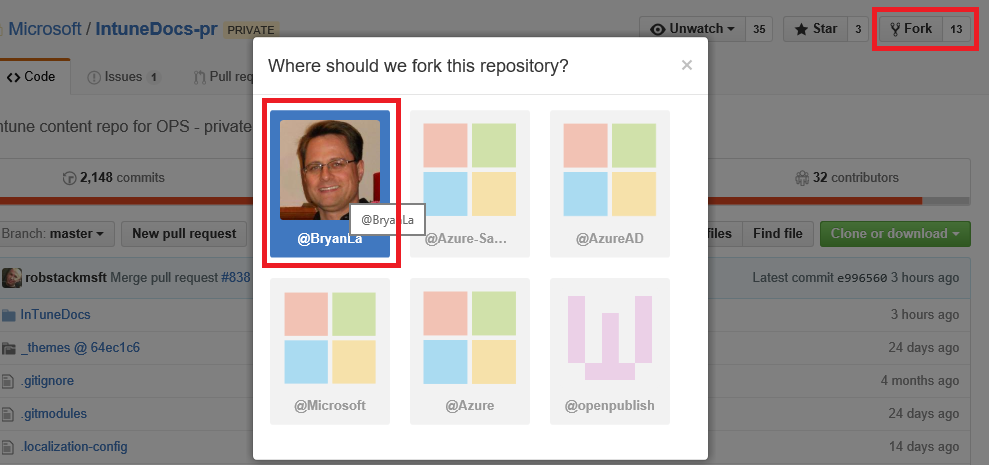 Microsoft / IntuneDocs-pr PRIVATE
Unwatch 35 Star 3 Fork 13
Where should we fork this repository? ×
Code Issues 1 Pull requ
ntune content repo for OPS - private
2,148 commits 32 contributors
@BryanLa @Azure-Sa... @AzureAD
@BryanLa
Branch: master New pull request files Find file Clone or download
robstackmsft Merge pull request #838 Latest commit e996560 3 hours ago
InTuneDocs 3 hours ago
_themes @ 64ec1c6 24 days ago
.gitignore 4 months ago
@Microsoft @Azure @openpublish
.gitmodules 24 days ago
.localization-config 14 days ago